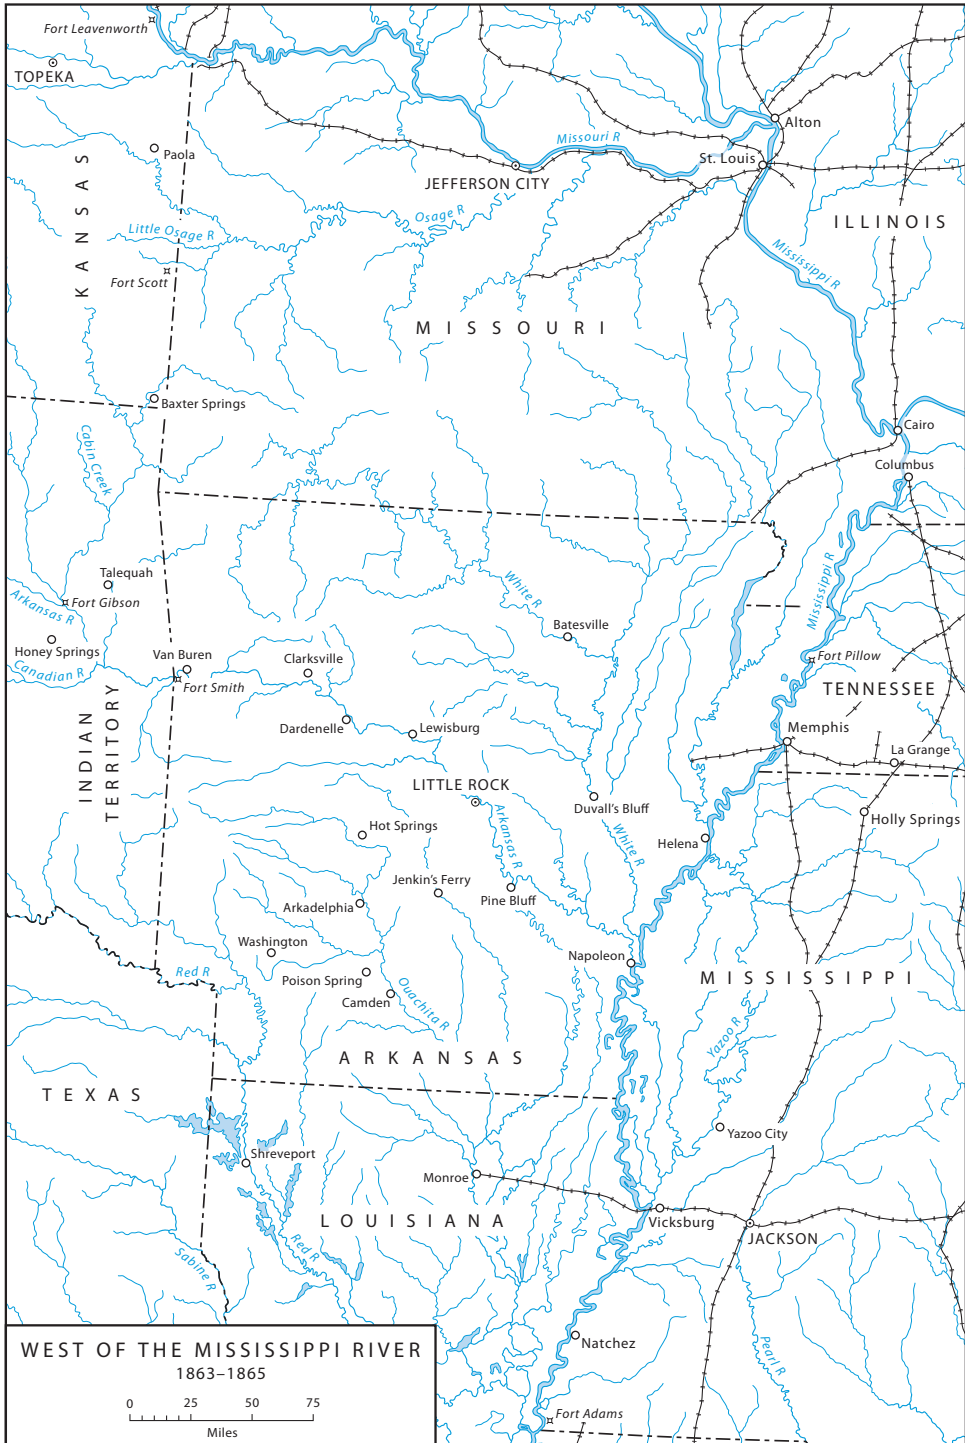 Fort Leavenworth
TOPEKA
Alton
Missouri R
St. Louis
Paola
JEFFERSON CITY
KANSAS
Osage R
ILLINOIS
Little Osage R
Mississippi R
Fort Scott
MISSOURI
Baxter Springs
Cairo
Cabin Creek
Columbus
Mississippi R
Talequah
White R
Arkansas R
Fort Gibson
Batesville
Honey Springs
Van Buren
Clarksville
Fort Pillow
Canadian R
Fort Smith
TENNESSEE
INDIAN
TERRITORY
Dardenelle
Lewisburg
Memphis
La Grange
LITTLE ROCK
Duvall's Bluff
Arkansas R
Holly Springs
Hot Springs
White R
Helena
Jenkin's Ferry
Pine Bluff
Arkadelphia
Washington
Napoleon
Red R
Poison Spring
MISSISSIPPI
Camden
Ouachita R
Yazoo R
ARKANSAS
TEXAS
Yazoo City
Shreveport
Monroe
LOUISIANA
Vicksburg
JACKSON
Red R
Sabine R
Natchez
Pearl R
Fort Adams
WEST OF THE MISSISSIPPI RIVER
1863–1865
0 25 50 75
Miles